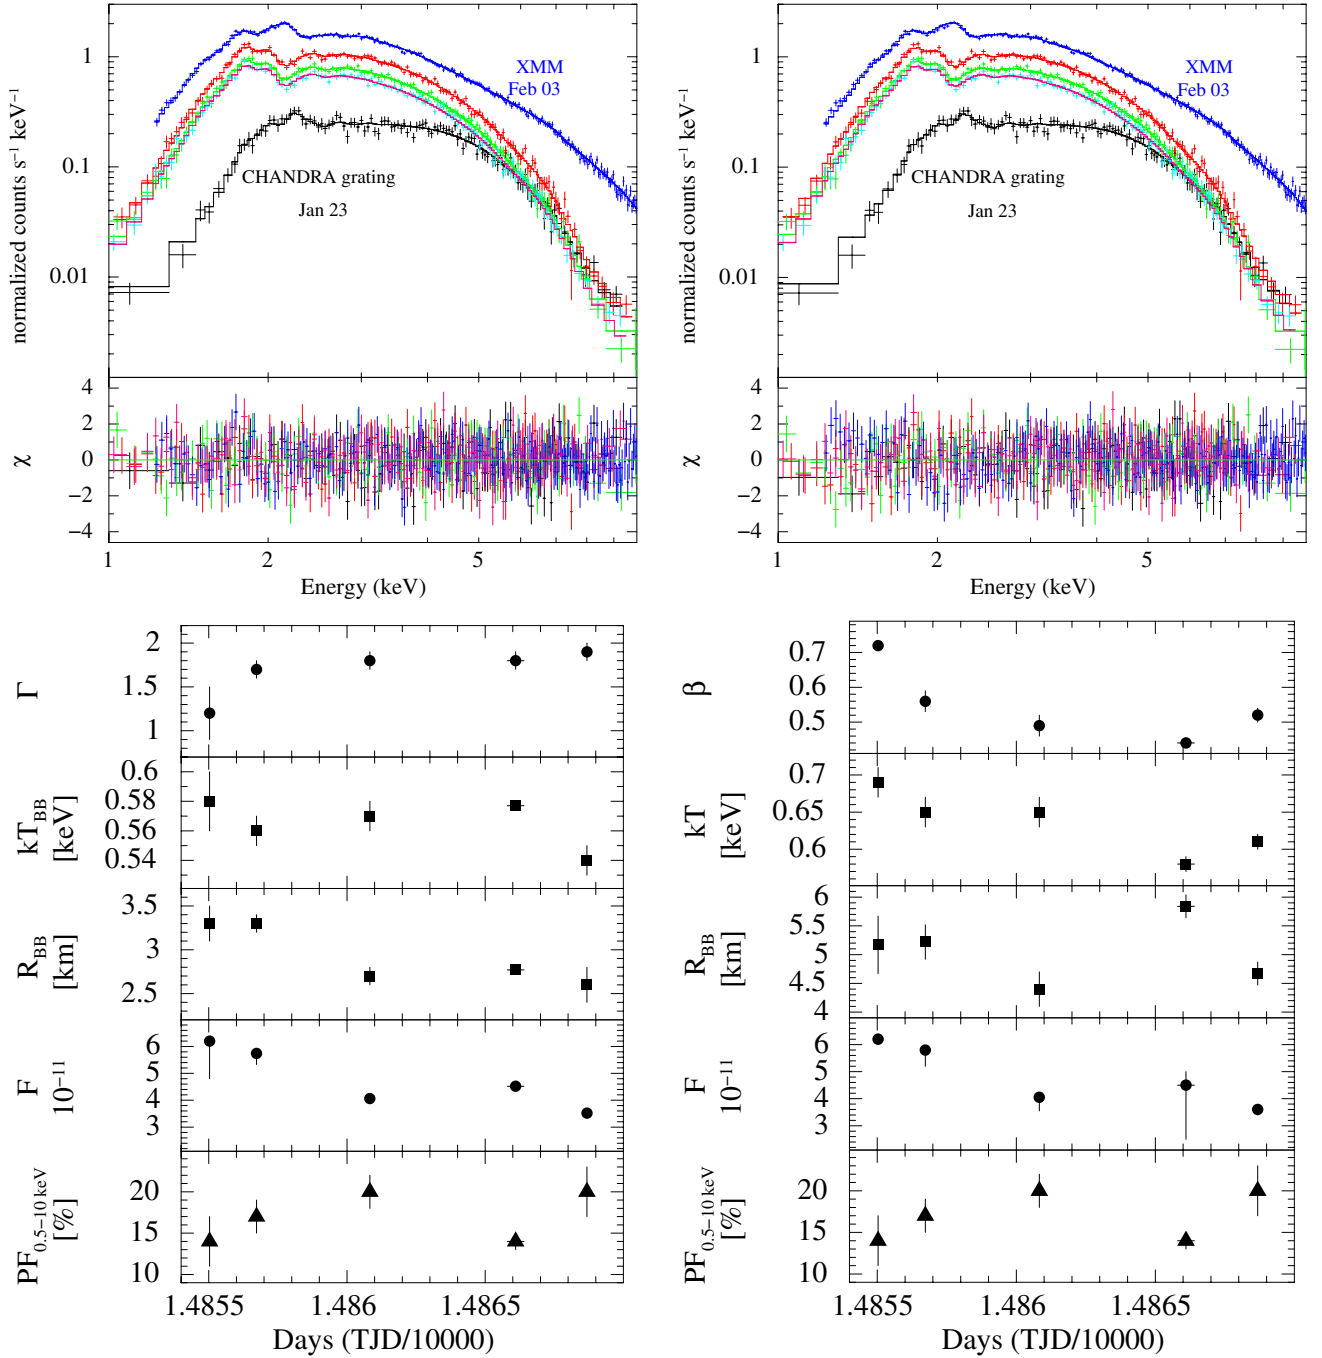 normalized counts s−1 keV−1
1
0.1
0.01
XMM
Feb 03
CHANDRA grating
Jan 23
χ
4
2
0
−2
−4
1
2
5
Energy (keV)
normalized counts s−1 keV−1
1
0.1
0.01
XMM
Feb 03
CHANDRA grating
Jan 23
χ
4
2
0
−2
−4
1
2
5
Energy (keV)
Γ
2
1.5
1
kTBB
[keV]
0.6
0.58
0.56
0.54
RBB
[km]
3.5
3
2.5
F
10−11
6
5
4
3
PF0.5−10 keV
[%]
20
15
10
1.4855
1.486
1.4865
Days (TJD/10000)
β
0.7
0.6
0.5
kT
[keV]
0.7
0.65
0.6
RBB
[km]
6
5.5
5
4.5
4
F
10−11
6
5
4
3
PF0.5−10 keV
[%]
20
15
10
1.4855
1.486
1.4865
Days (TJD/10000)